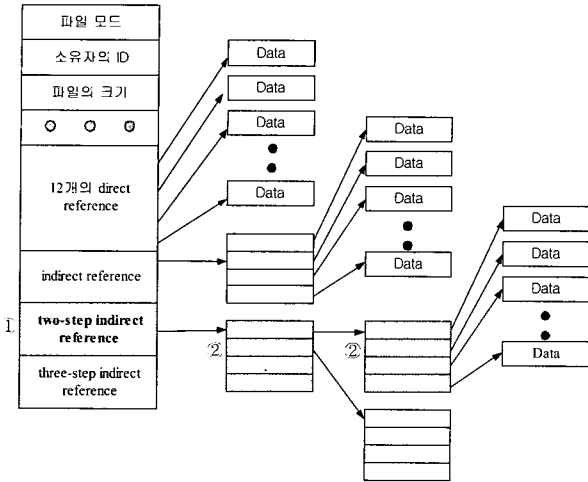 파일 모드
소유자의 ID
파일의 크기
12개의 direct
reference
indirect reference
①
two-step indirect
reference
three-step indirect
reference
Data
Data
Data
Data
②
Data
Data
Data
Data
②
Data
Data
Data
Data